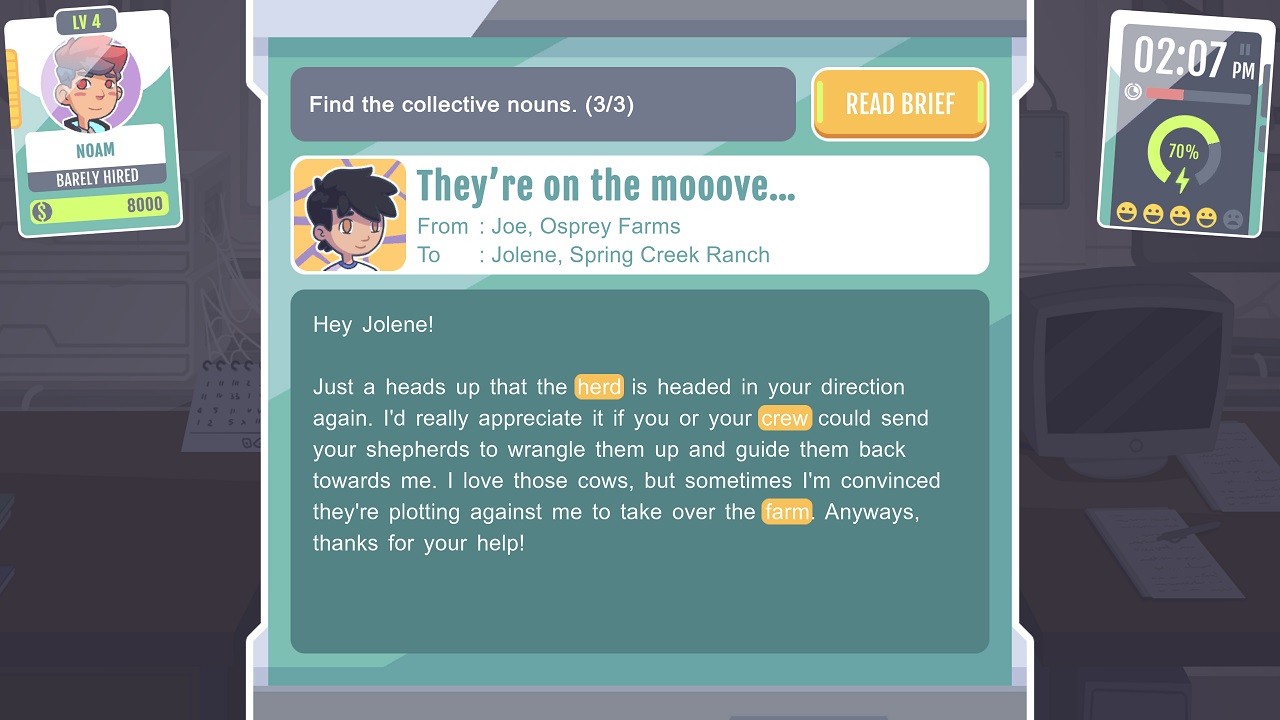 LV 4
NOAM
BARELY HIRED
$ 8000
02:07 PM
70%
Find the collective nouns. (3/3)
READ BRIEF
They're on the mooove...
From : Joe, Osprey Farms
To : Jolene, Spring Creek Ranch
Hey Jolene!
Just a heads up that the herd is headed in your direction
again. I'd really appreciate it if you or your crew could send
your shepherds to wrangle them up and guide them back
towards me. I love those cows, but sometimes I'm convinced
they're plotting against me to take over the farm. Anyways,
thanks for your help!